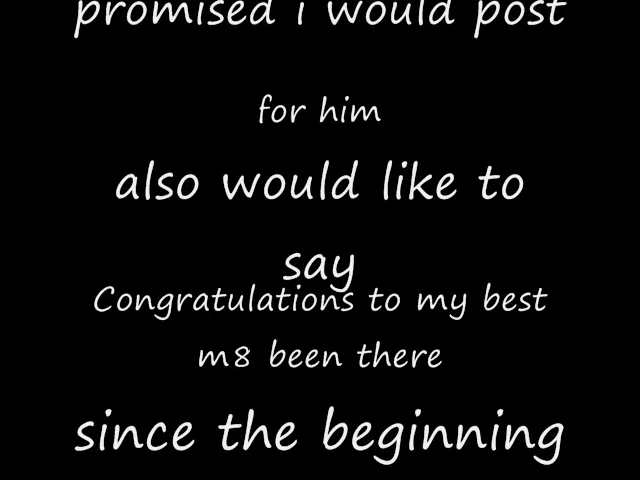 promised i would post
for him
also would like to
say
Congratulations to my best
m8 been there
since the beginning